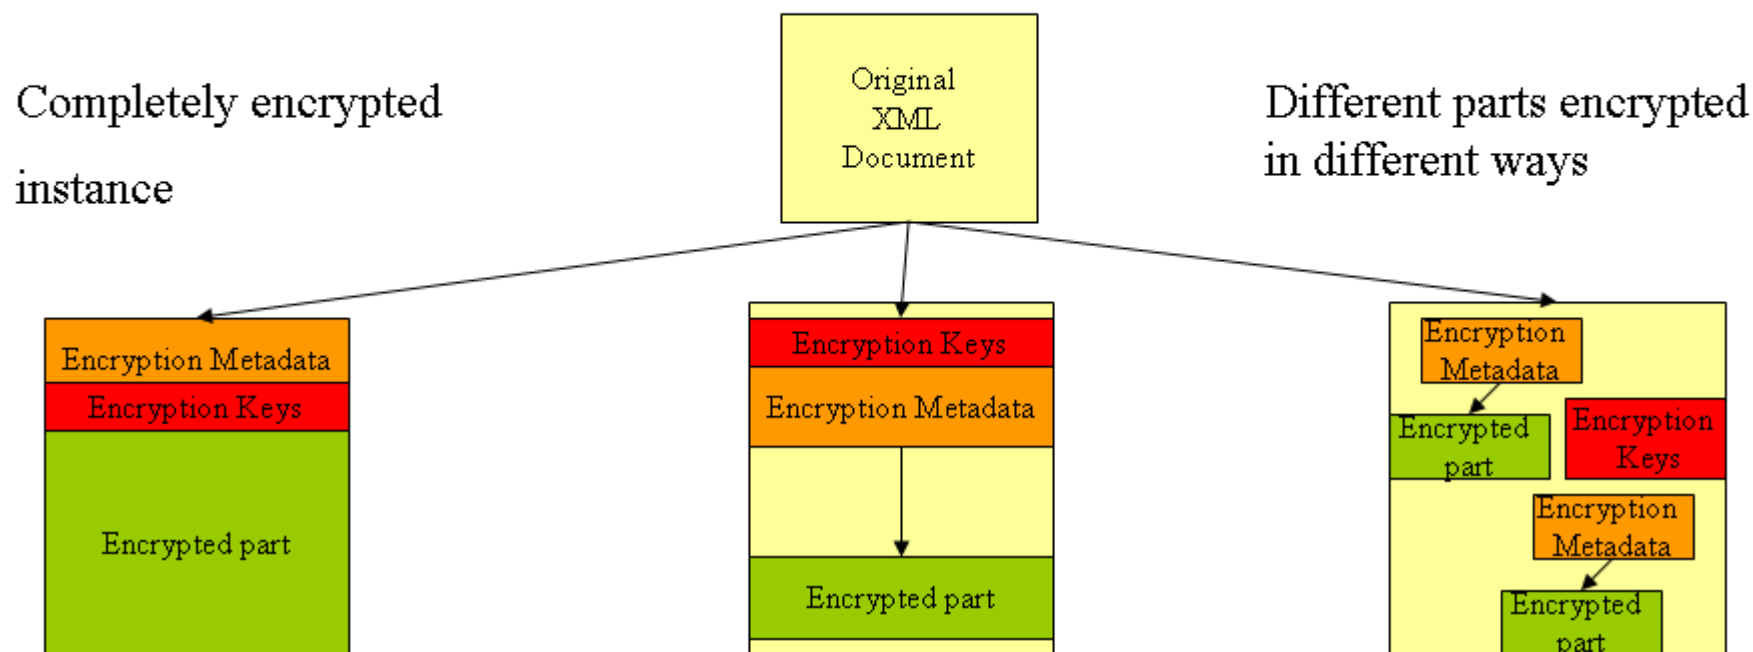 Completely encrypted
instance
Original
XML
Document
Different parts encrypted
in different ways
Encryption Metadata
Encryption Keys
Encrypted part
Encryption Keys
Encryption Metadata
Encrypted part
Encryption
Metadata
Encrypted
part
Encryption
Keys
Encryption
Metadata
Encrypted
part